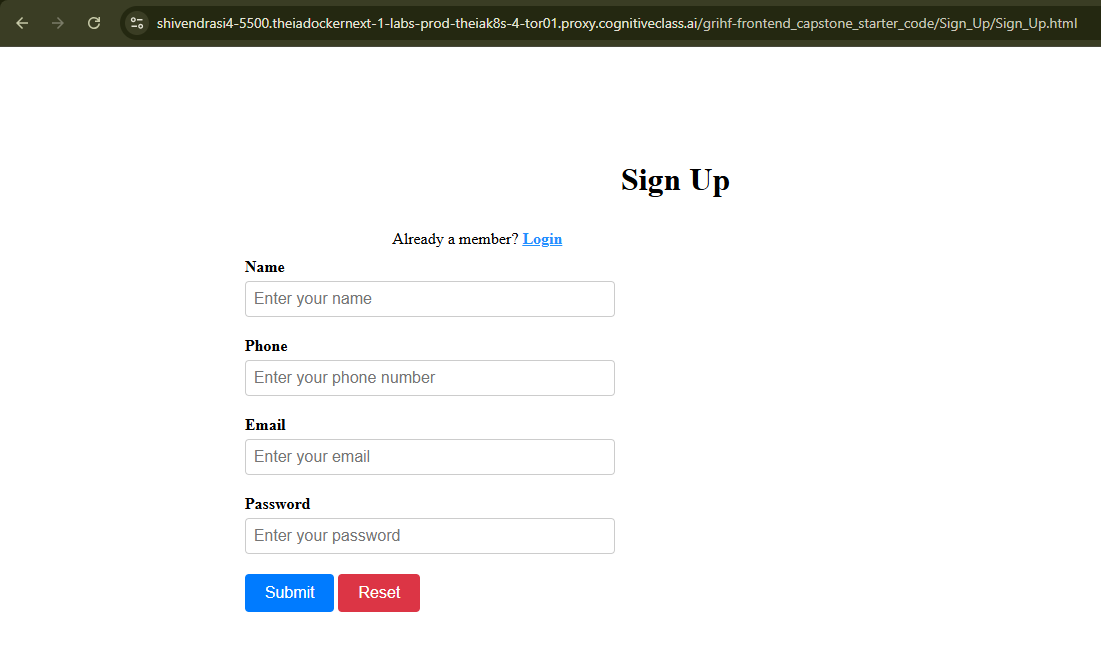 shivendrasi4-5500.theiadockernext-1-labs-prod-theiak8s-4-tor01.proxy.cognitiveclass.ai/grihf-frontend_capstone_starter_code/Sign_Up/Sign_Up.html
Sign Up
Already a member? Login
Name
Enter your name
Phone
Enter your phone number
Email
Enter your email
Password
Enter your password
Submit Reset